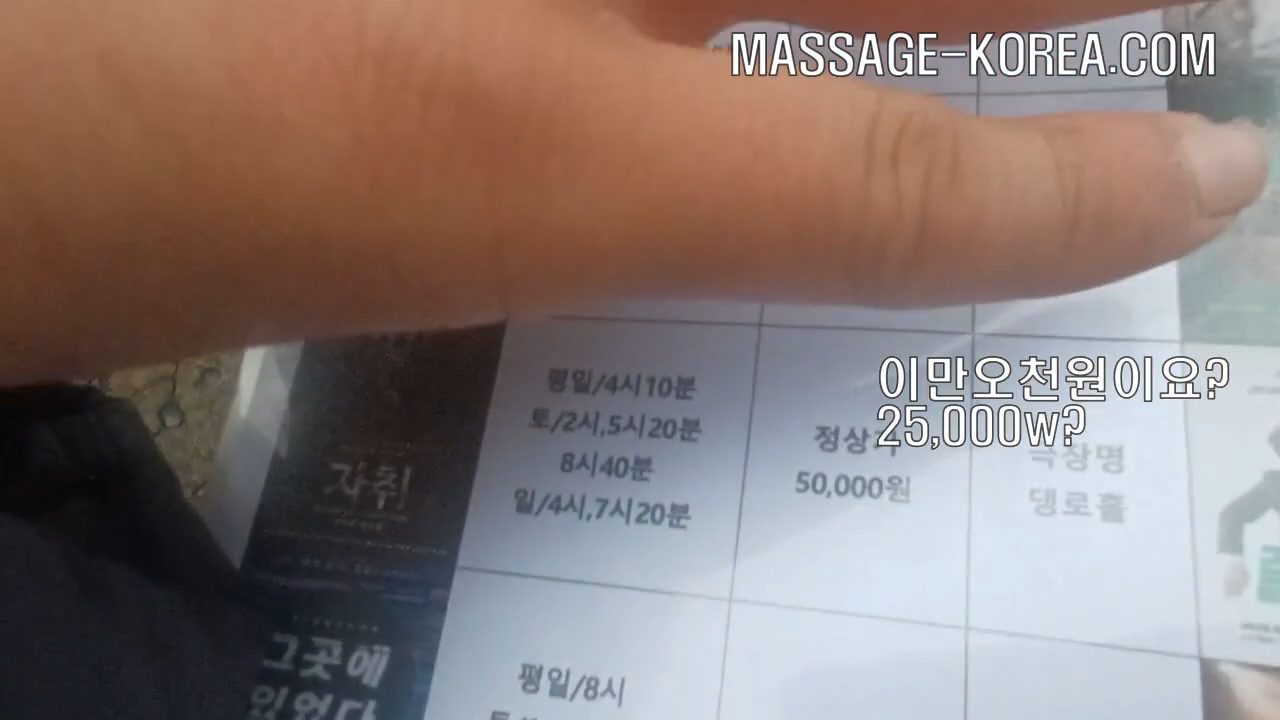 MASSAGE-KOREA.COM
평일/4시10분
토/2시,5시20분
8시40분
일/4시,7시20분
정상가
50,000원
이만오천원이요?
25,000w?
극장명
댕로홀
자취
그곳에
있었다
평일/8시